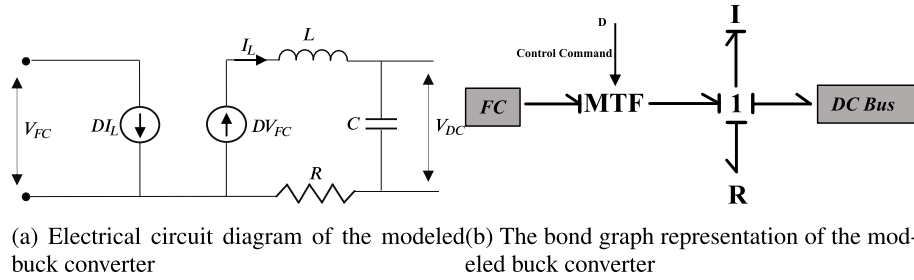 L
I_L
V_FC
DI_L
DV_FC
C
V_DC
R
D
Control Command
I
FC
MTF
1
DC Bus
R
(a) Electrical circuit diagram of the modeled
buck converter
(b) The bond graph representation of the mod-
eled buck converter